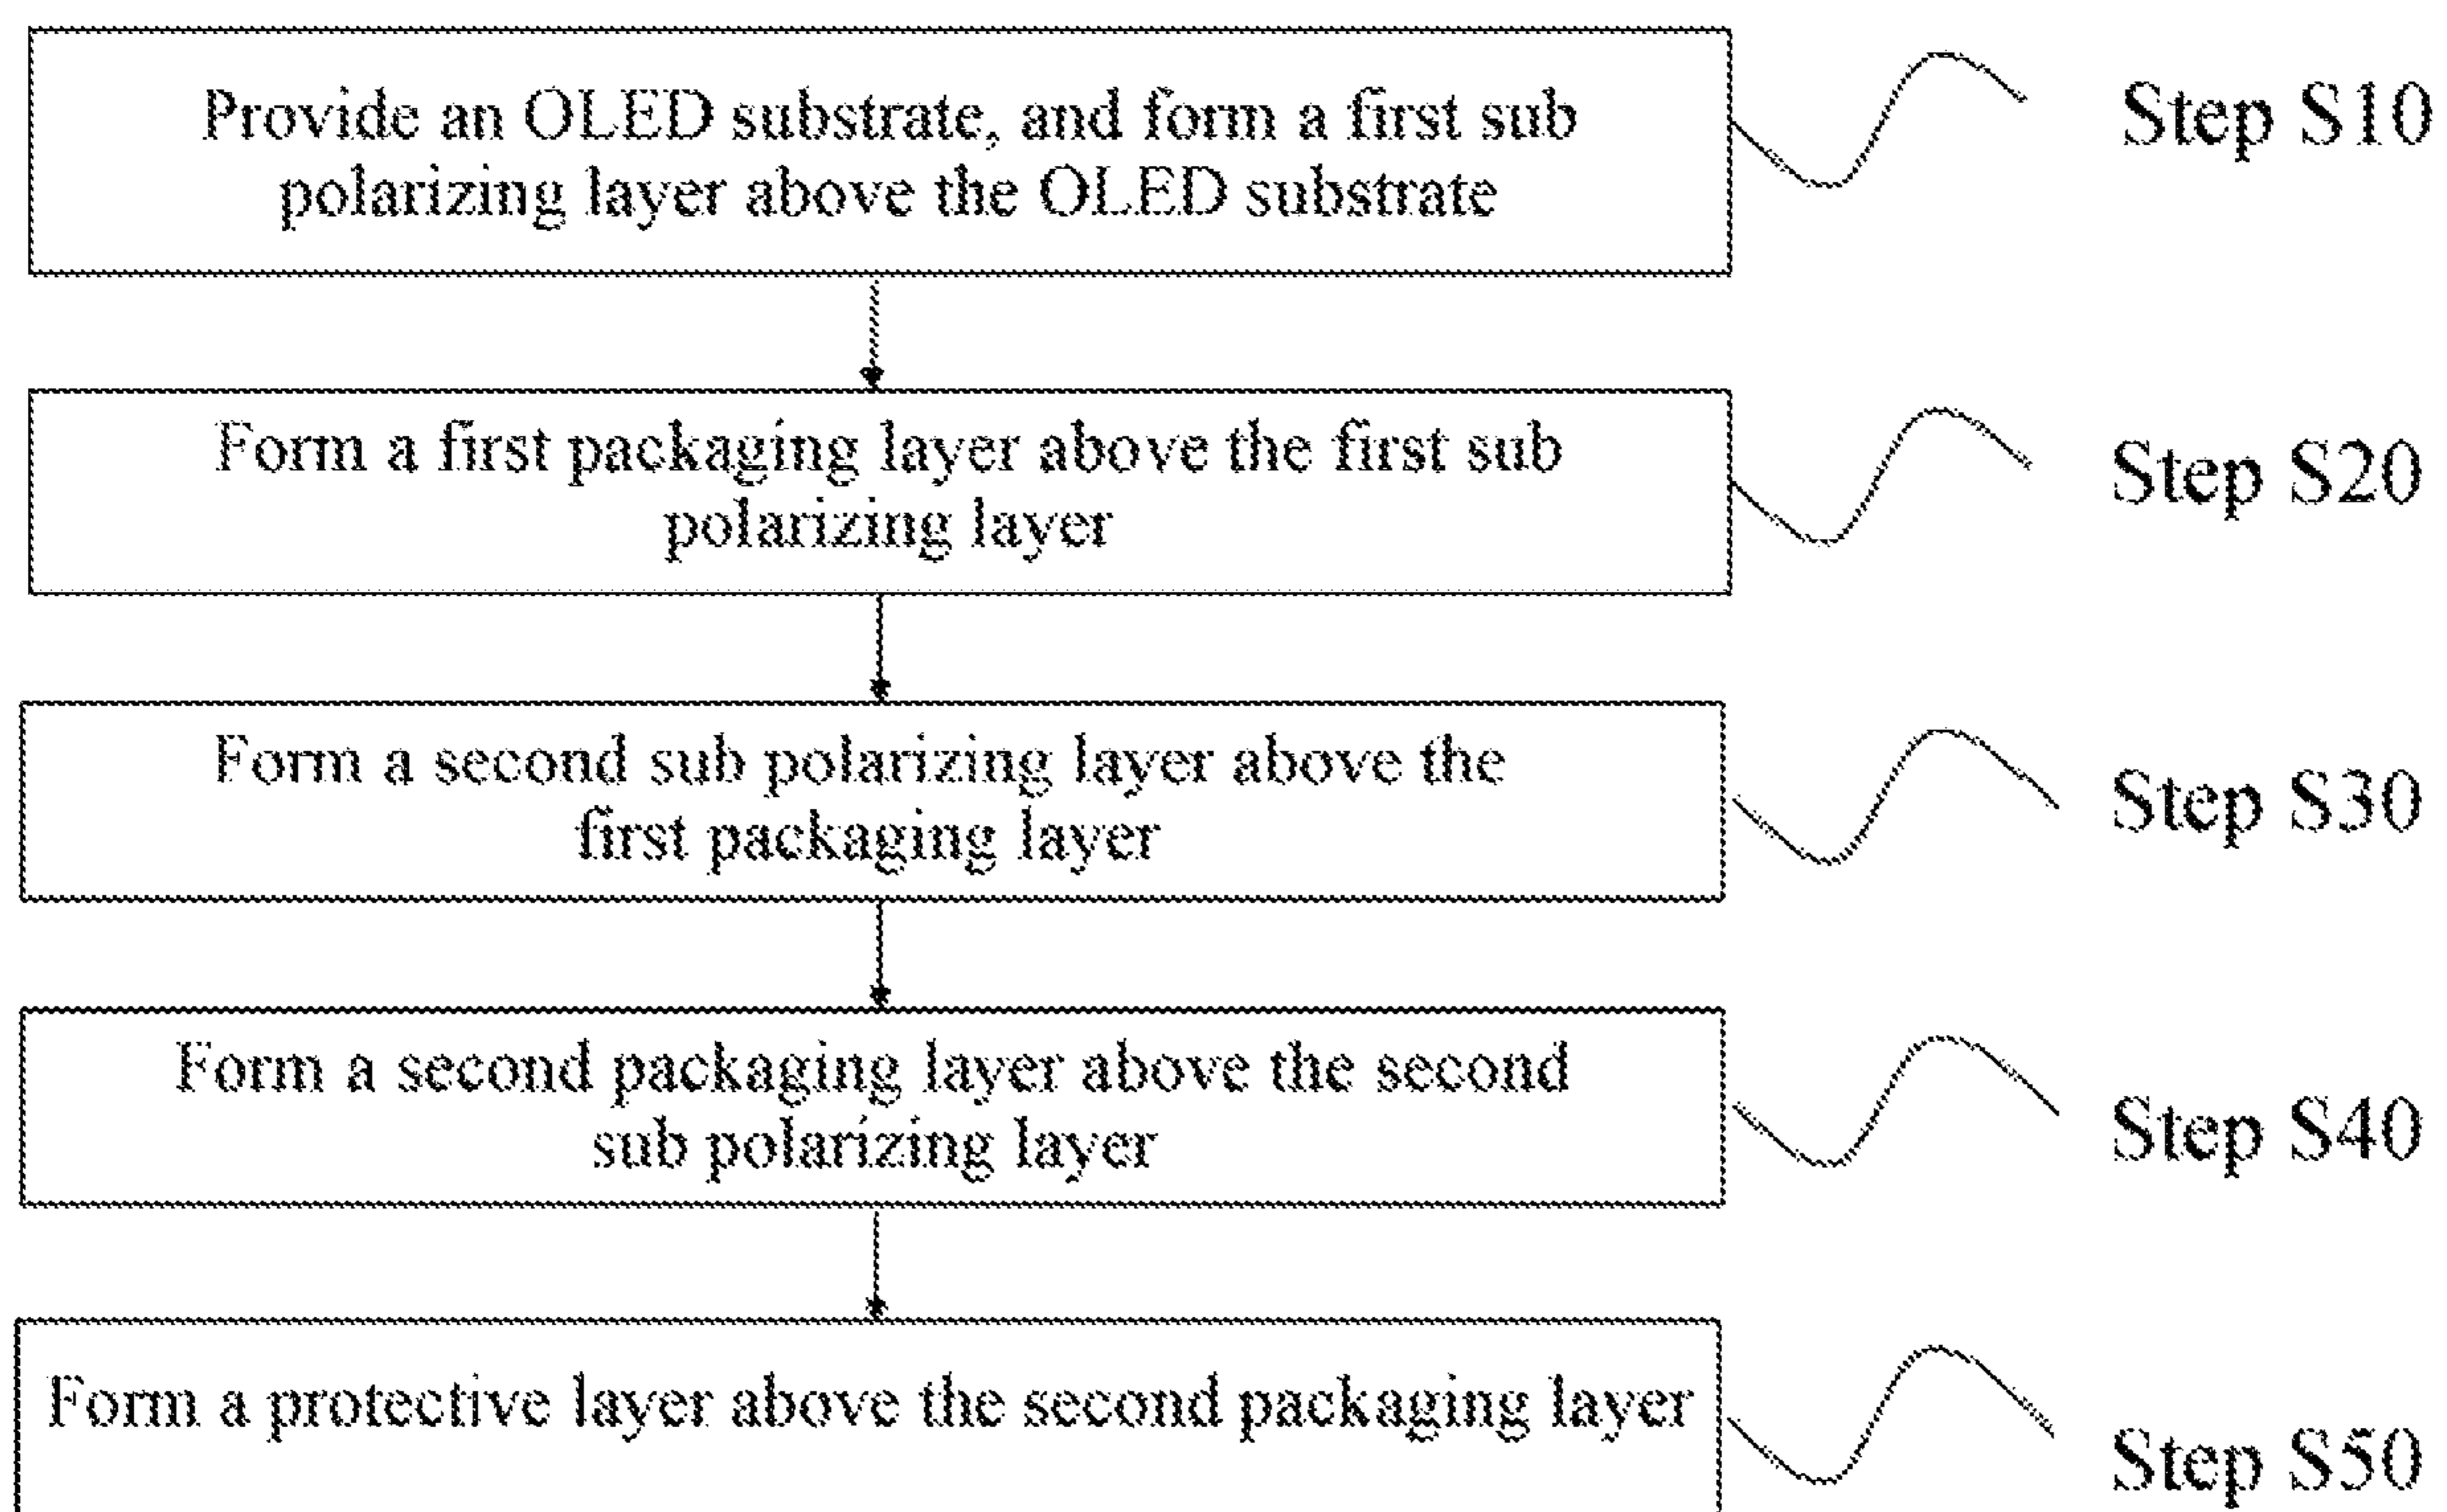 Provide an OLED substrate, and form a first sub
polarizing layer above the OLED substrate
Step S10
Form a first packaging layer above the first sub
polarizing layer
Step S20
Form a second sub polarizing layer above the
first packaging layer
Step S30
Form a second packaging layer above the second
sub polarizing layer
Step S40
Form a protective layer above the second packaging layer
Step S50